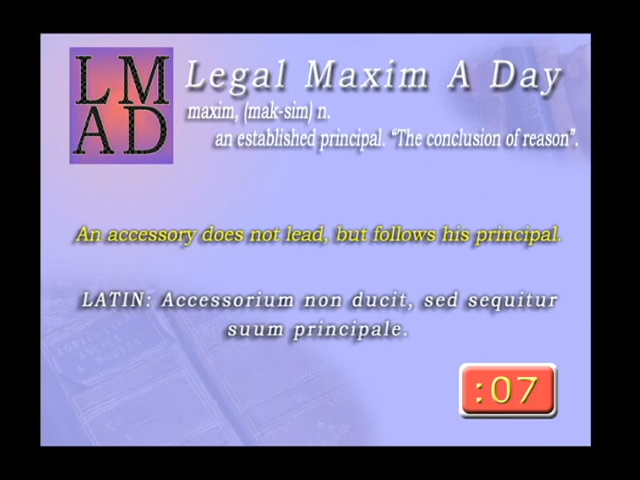 LM
AD
Legal Maxim A Day
maxim, (mak-sim) n.
an established principal. “The conclusion of reason”.
An accessory does not lead, but follows his principal.
LATIN: Accessorium non ducit, sed sequitur
suum principale.
:07